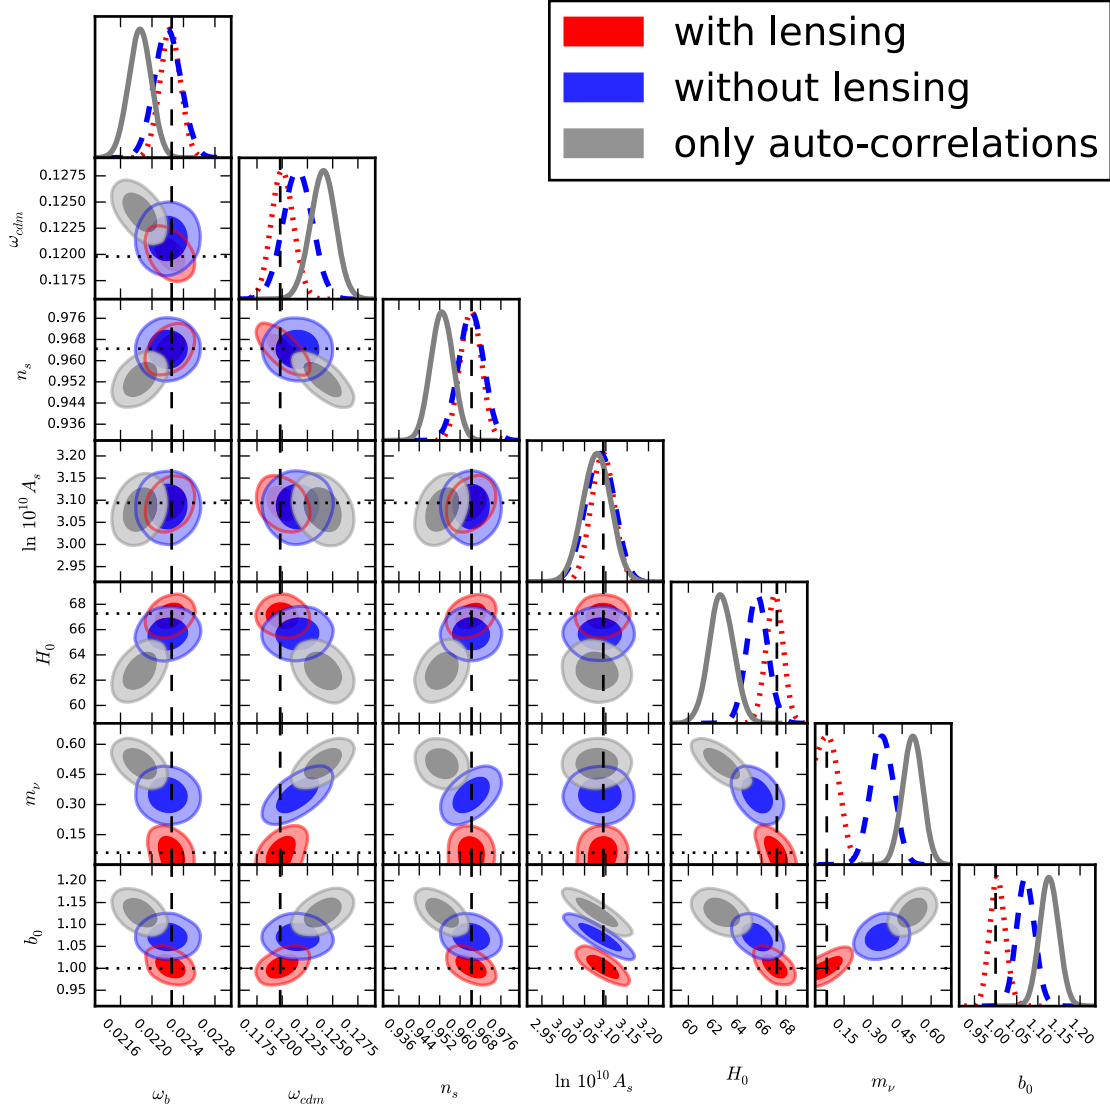 with lensing
without lensing
only auto-correlations
0.1275
0.1250
0.1225
0.1200
0.1175
ω_cdm
0.976
0.968
0.960
0.952
0.944
0.936
n_s
3.20
3.15
3.10
3.05
3.00
2.95
ln 10^10 A_s
68
66
64
62
60
H_0
0.60
0.45
0.30
0.15
m_ν
1.20
1.15
1.10
1.05
1.00
0.95
b_0
0.0216 0.0220 0.0224 0.0228 0.1175 0.1200 0.1225 0.1250 0.1275 0.936 0.944 0.952 0.960 0.968 0.976 2.95 3.00 3.05 3.10 3.15 3.20 60 62 64 66 68 0.15 0.30 0.45 0.60 0.95 1.00 1.05 1.10 1.15 1.20
ω_b ω_cdm n_s ln 10^10 A_s H_0 m_ν b_0